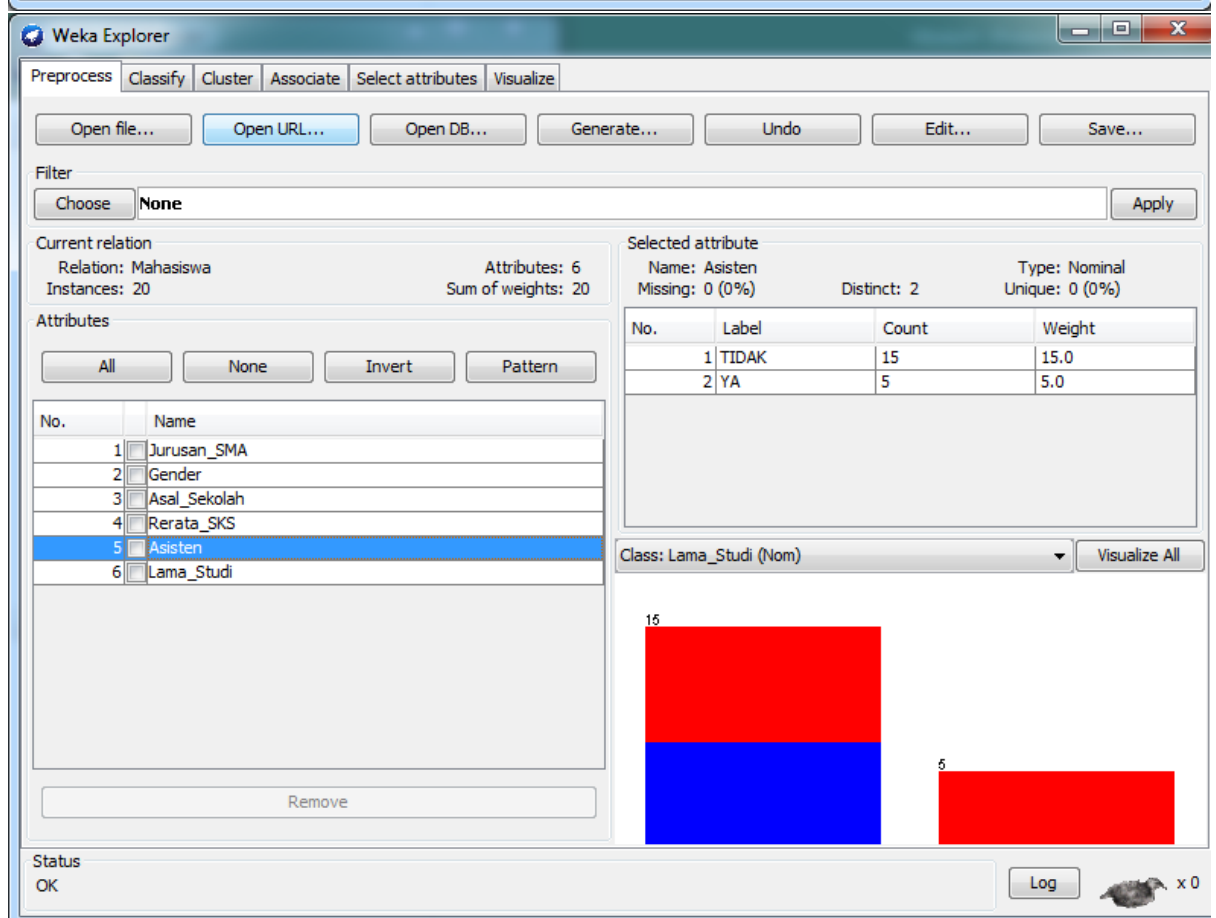 Weka Explorer
Preprocess Classify Cluster Associate Select attributes Visualize
Open file... Open URL... Open DB... Generate... Undo Edit... Save...
Filter
Choose None Apply
Current relation
Relation: Mahasiswa Attributes: 6
Instances: 20 Sum of weights: 20
Attributes
All None Invert Pattern
No. Name
1 Jurusan_SMA
2 Gender
3 Asal_Sekolah
4 Rerata_SKS
5 Asisten
6 Lama_Studi
Remove
Selected attribute
Name: Asisten Type: Nominal
Missing: 0 (0%) Distinct: 2 Unique: 0 (0%)
No. Label Count Weight
1 TIDAK 15 15.0
2 YA 5 5.0
Class: Lama_Studi (Nom) Visualize All
15
5
Status
OK
Log x 0